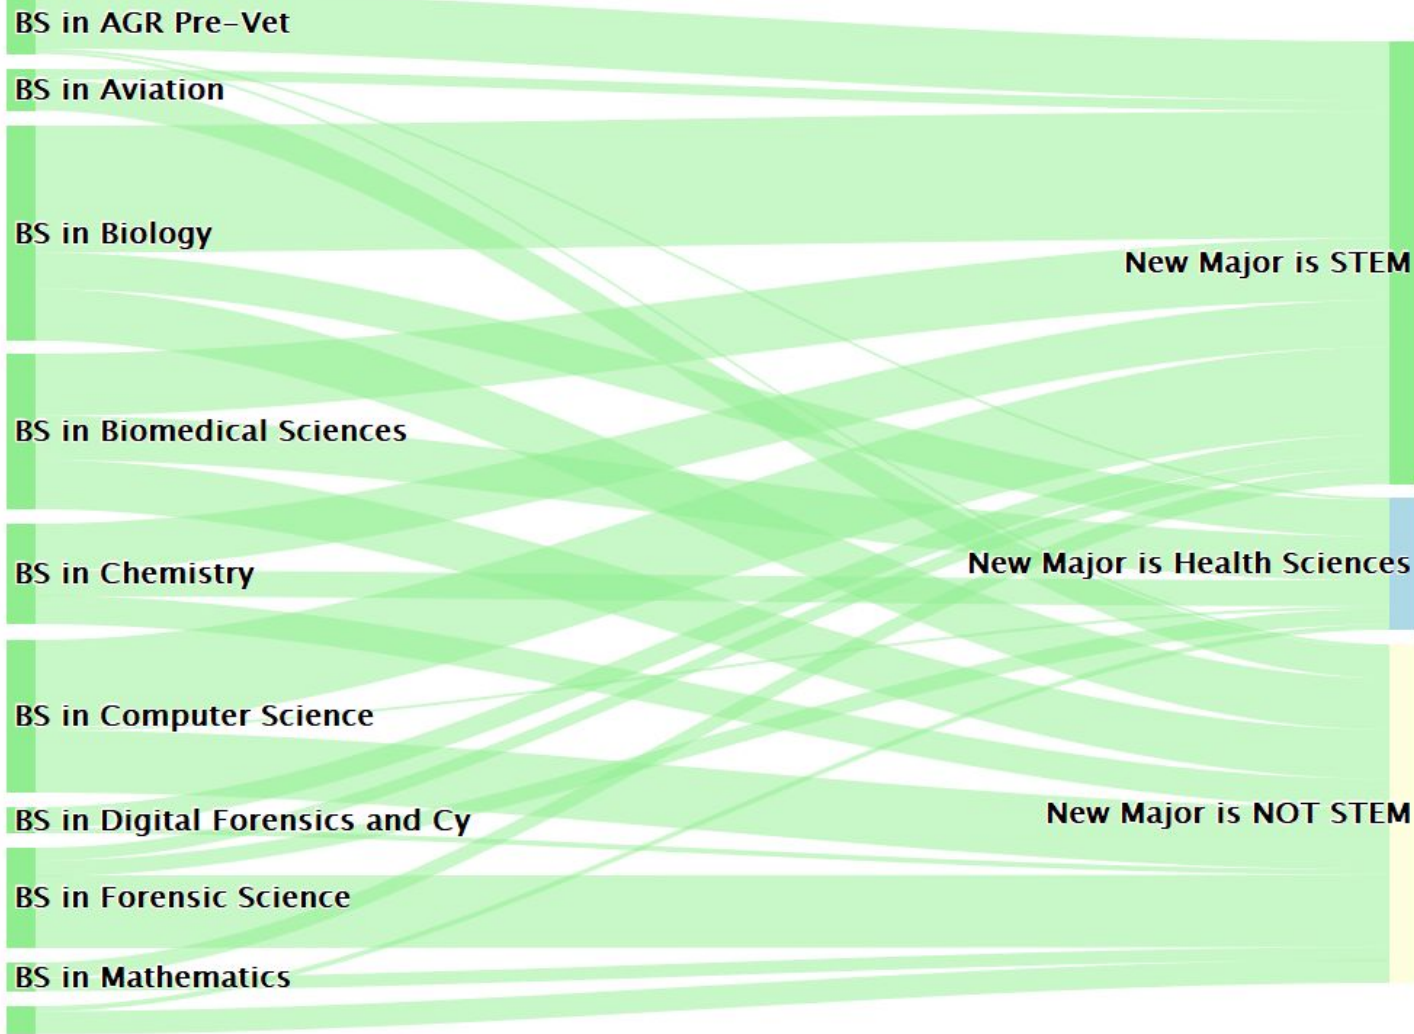 BS in AGR Pre-Vet
BS in Aviation
BS in Biology
New Major is STEM
BS in Biomedical Sciences
New Major is Health Sciences
BS in Chemistry
BS in Computer Science
New Major is NOT STEM
BS in Digital Forensics and Cy
BS in Forensic Science
BS in Mathematics